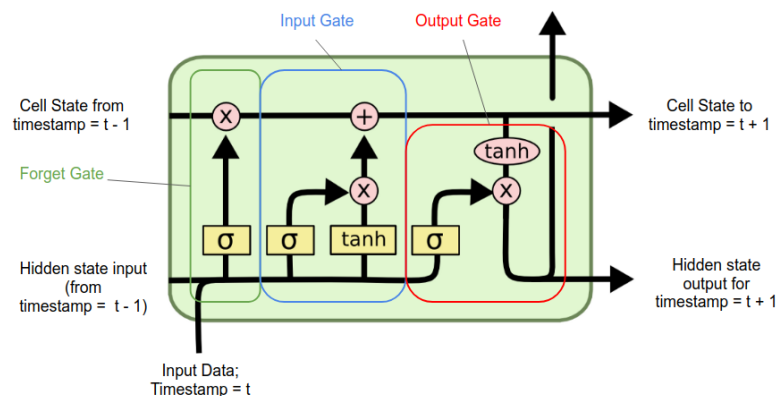 Input Gate
Output Gate
Cell State from
timestamp = t - 1
x
+
Cell State to
timestamp = t + 1
tanh
Forget Gate
x
x
σ
σ
tanh
σ
Hidden state input
(from
timestamp = t-1)
Hidden state
output for
timestamp = t + 1
Input Data;
Timestamp = t